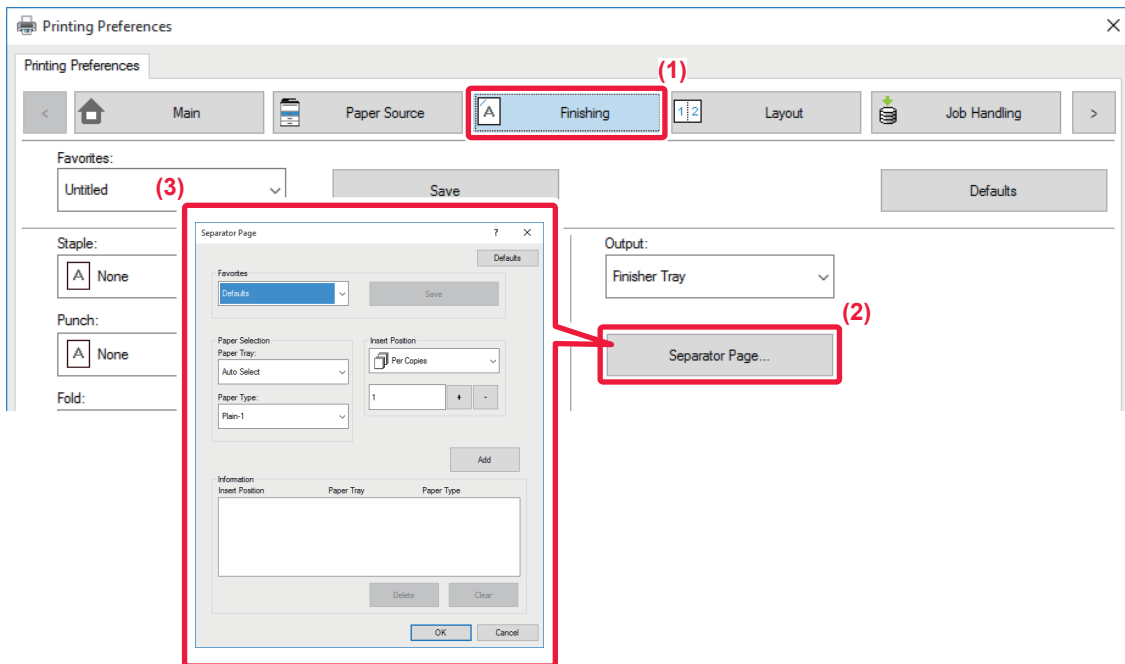 Printing Preferences
Printing Preferences
(1)
< Main Paper Source A Finishing 1 2 Layout Job Handling >
Favorites:
Untitled Save Defaults
(3)
Staple:
A None
Punch:
A None
Fold:
Output:
Finisher Tray
(2)
Separator Page...
Separator Page ?
Defaults
Favorites
Defaults Save
Paper Selection
Paper Tray:
Auto Select
Paper Type:
Plain-1
Insert Position
Per Copies
1 + -
Add
Information
Insert Position Paper Tray Paper Type
Delete Clear
OK Cancel